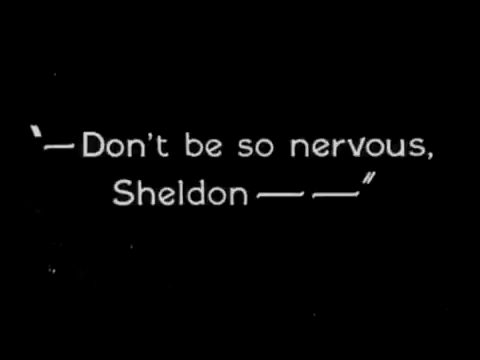 "—Don't be so nervous,
Sheldon — —"